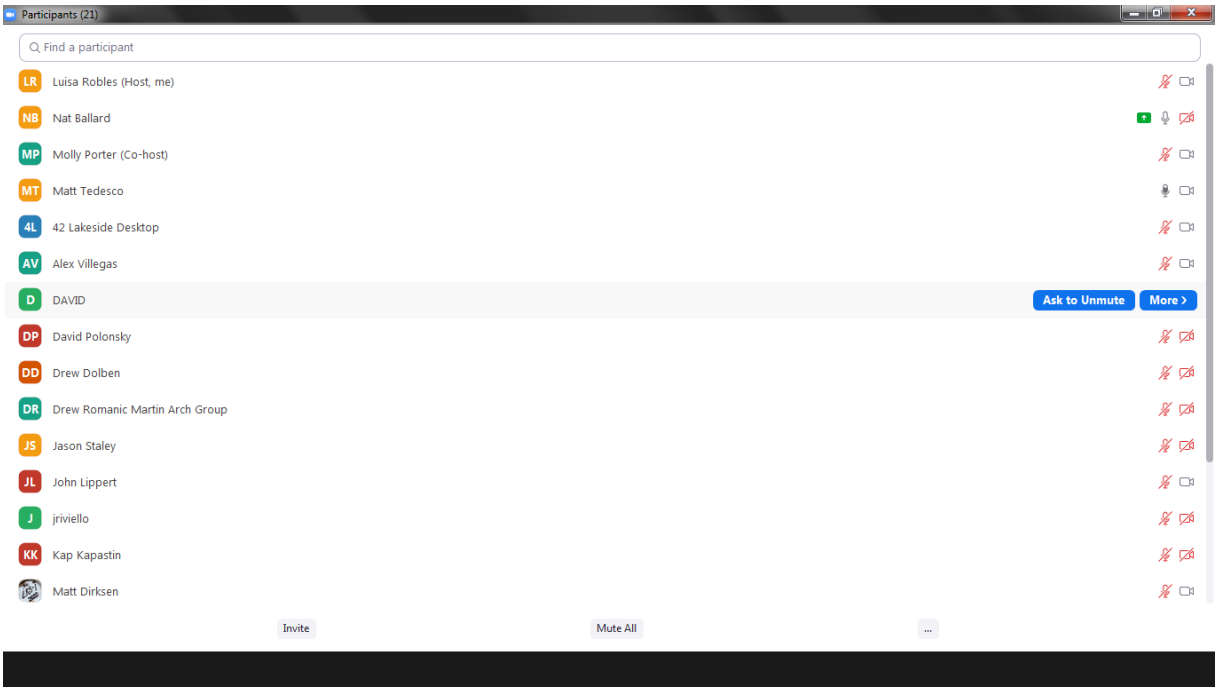 Participants (21)
Find a participant
LR Luisa Robles (Host, me)
NB Nat Ballard
MP Molly Porter (Co-host)
MT Matt Tedesco
4L 42 Lakeside Desktop
AV Alex Villegas
D DAVID Ask to Unmute More >
DP David Polonsky
DD Drew Dolben
DR Drew Romanic Martin Arch Group
JS Jason Staley
JL John Lippert
J jriviello
KK Kap Kapastin
Matt Dirksen
Invite Mute All ...